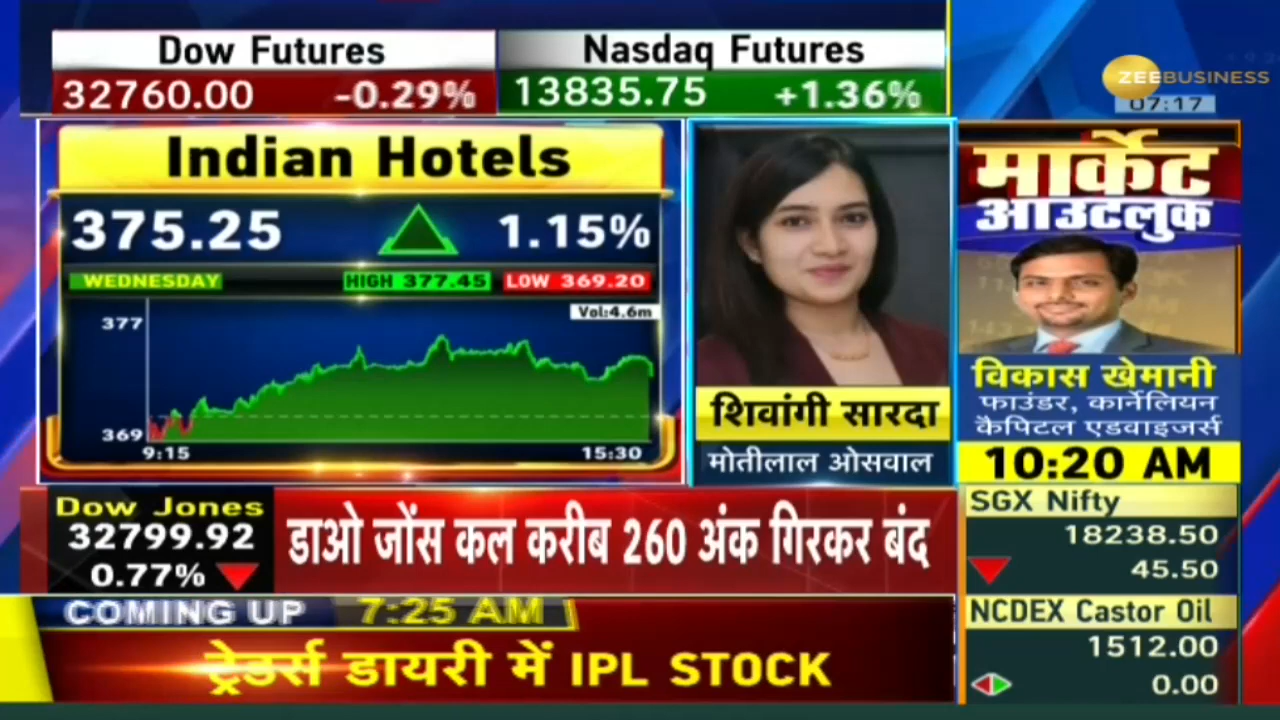 Dow Futures
32760.00 -0.29%
Nasdaq Futures
13835.75 +1.36%
ZEEBUSINESS
07:17
Indian Hotels
375.25 1.15%
WEDNESDAY HIGH 377.45 LOW 369.20
Vol:4.6m
377
369
9:15 15:30
शिवांगी सारदा
मोतीलाल ओसवाल
मार्केट
आउटलुक
विकास खेमानी
फाउंडर, कार्नेलियन
कैपिटल एडवाइजर्स
10:20 AM
Dow Jones
32799.92
0.77%
डाओ जोंस कल करीब 260 अंक गिरकर बंद
SGX Nifty
18238.50
45.50
NCDEX Castor Oil
1512.00
0.00
COMING UP 7:25 AM
ट्रेडर्स डायरी में IPL STOCK